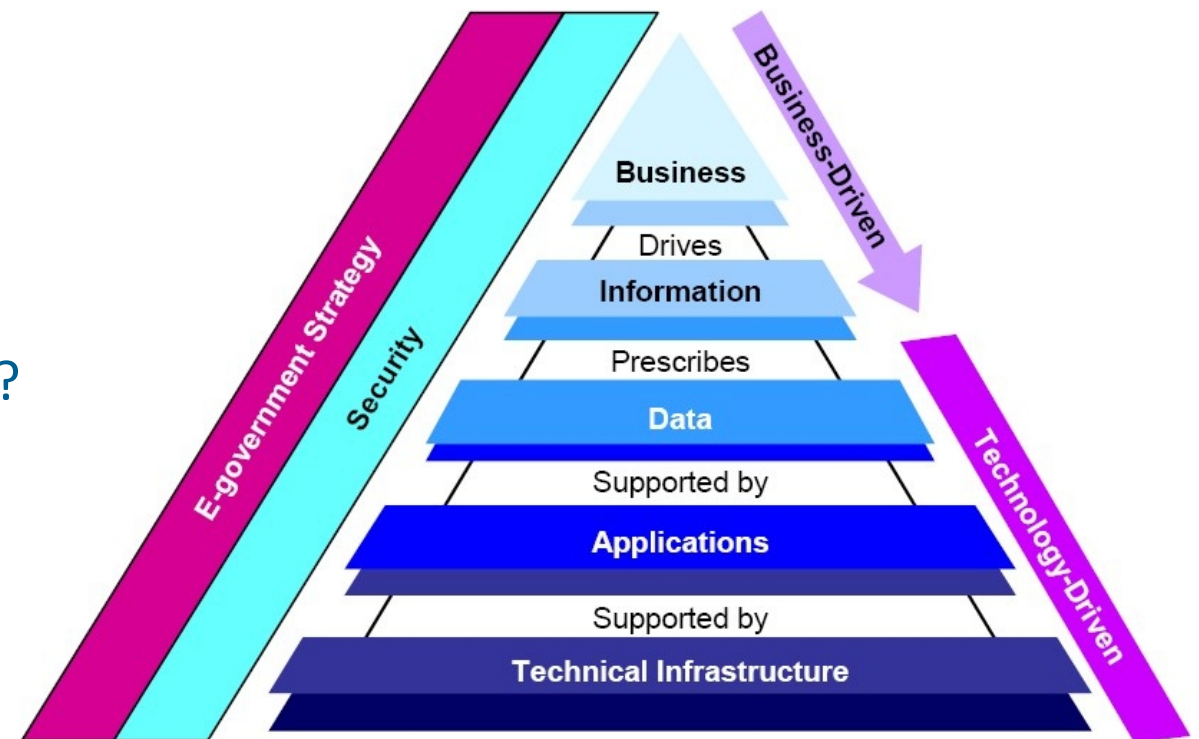 ?
E-government Strategy
Security
Business-Driven
Business
Drives
Information
Prescribes
Data
Supported by
Applications
Supported by
Technical Infrastructure
Technology-Driven